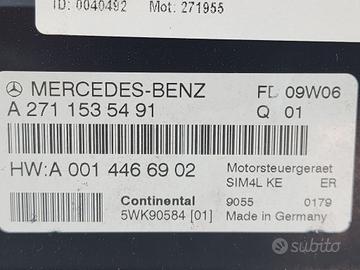 ID: 0040492 Mot: 271955
MERCEDES-BENZ FD 09W06
A 271 153 54 91 Q 01
HW: A 001 446 69 02 Motorsteuergeraet
SIM4L KE ER
Continental 9055 0179
5WK90584 [01] Made in Germany
subito